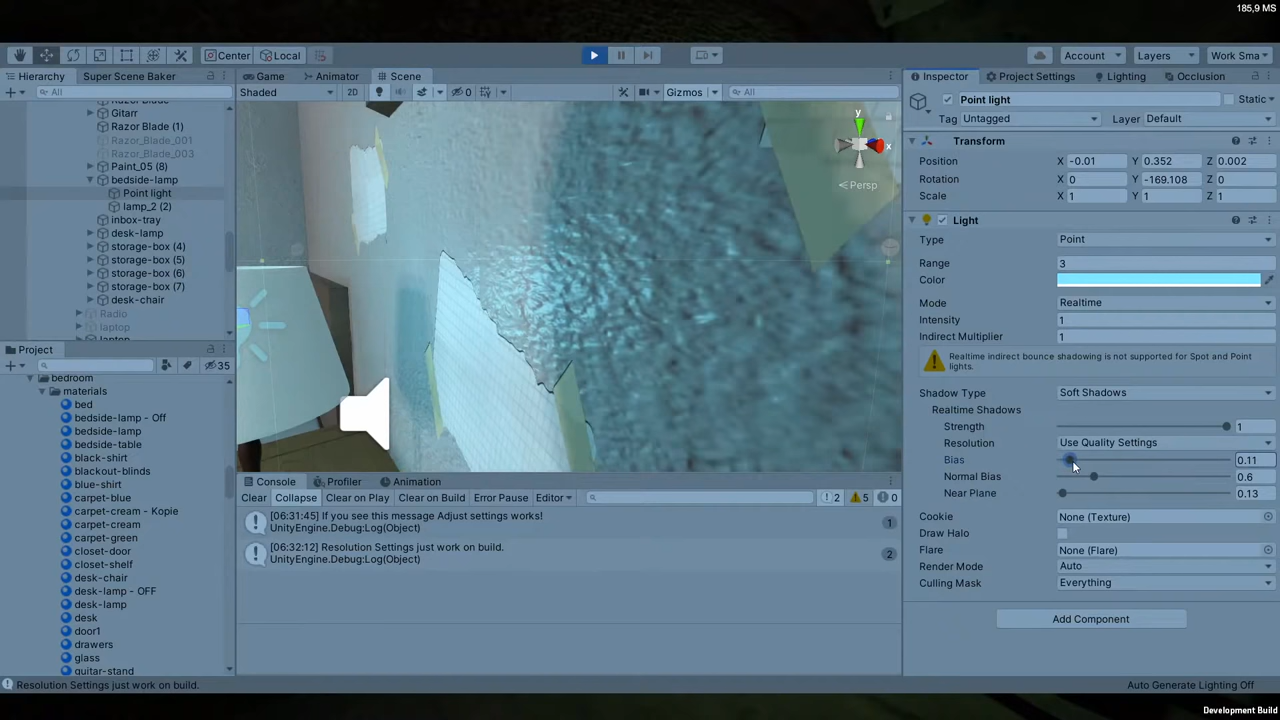 185,9 MS
Center Local
Account Layers Work Sma
Hierarchy Super Scene Baker
Game Animator Scene
Inspector Project Settings Lighting Occlusion
All
Shaded 2D 0 Gizmos All
Point light Static
Tag Untagged Layer Default
Gitarr
Razor Blade (1)
Razor_Blade_001
Razor_Blade_003
Paint_05 (8)
bedside-lamp
Point light
lamp_2 (2)
inbox-tray
desk-lamp
storage-box (4)
storage-box (5)
storage-box (6)
storage-box (7)
desk-chair
Radio
laptop
y
x
Persp
Transform
Position X -0.01 Y 0.352 Z 0.002
Rotation X 0 Y -169.108 Z 0
Scale X 1 Y 1 Z 1
Light
Type Point
Range 3
Color
Mode Realtime
Intensity 1
Indirect Multiplier 1
Realtime indirect bounce shadowing is not supported for Spot and Point
lights.
Shadow Type Soft Shadows
Realtime Shadows
Strength 1
Resolution Use Quality Settings
Bias 0.11
Normal Bias 0.6
Near Plane 0.13
Cookie None (Texture)
Draw Halo
Flare None (Flare)
Render Mode Auto
Culling Mask Everything
Add Component
Project
35
bedroom
materials
bed
bedside-lamp - Off
bedside-lamp
bedside-table
black-shirt
blackout-blinds
blue-shirt
carpet-blue
carpet-cream - Kopie
carpet-cream
carpet-green
closet-door
closet-shelf
desk-chair
desk-lamp - OFF
desk-lamp
desk
door1
drawers
glass
guitar-stand
Console Profiler Animation
Clear Collapse Clear on Play Clear on Build Error Pause Editor 2 5 0
[06:31:45] If you see this message Adjust settings works!
UnityEngine.Debug:Log(Object)
1
[06:32:12] Resolution Settings just work on build.
UnityEngine.Debug:Log(Object)
2
Resolution Settings just work on build.
Auto Generate Lighting Off
Development Build